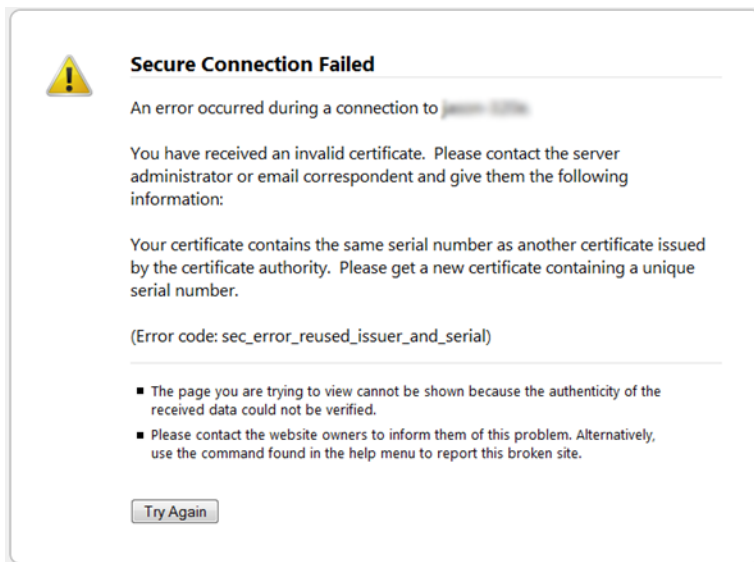 Secure Connection Failed
An error occurred during a connection to
You have received an invalid certificate.  Please contact the server
administrator or email correspondent and give them the following
information:
Your certificate contains the same serial number as another certificate issued
by the certificate authority.  Please get a new certificate containing a unique
serial number.
(Error code: sec_error_reused_issuer_and_serial)
The page you are trying to view cannot be shown because the authenticity of the
received data could not be verified.
Please contact the website owners to inform them of this problem. Alternatively,
use the command found in the help menu to report this broken site.
Try Again